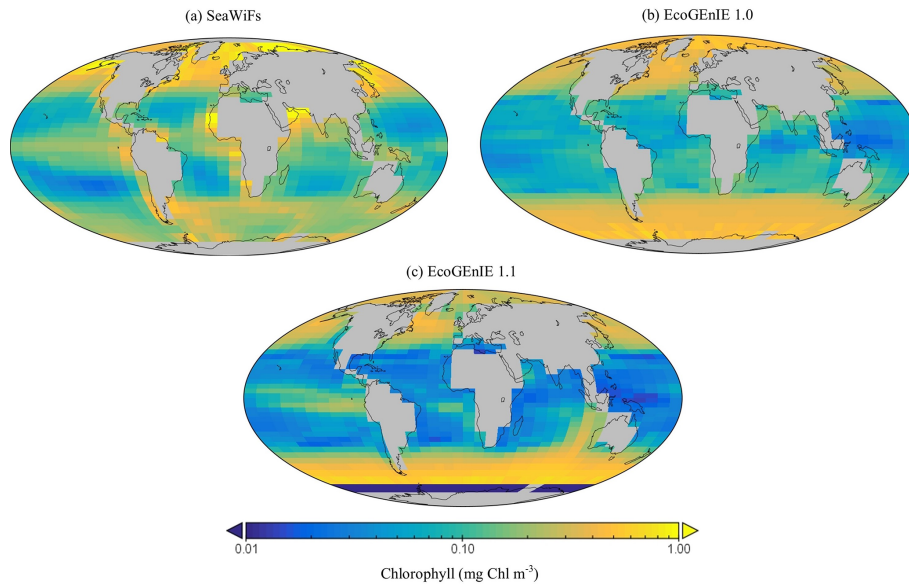 (a) SeaWiFs
(b) EcoGEnIE 1.0
(c) EcoGEnIE 1.1
0.01
0.10
1.00
Chlorophyll (mg Chl m⁻³)